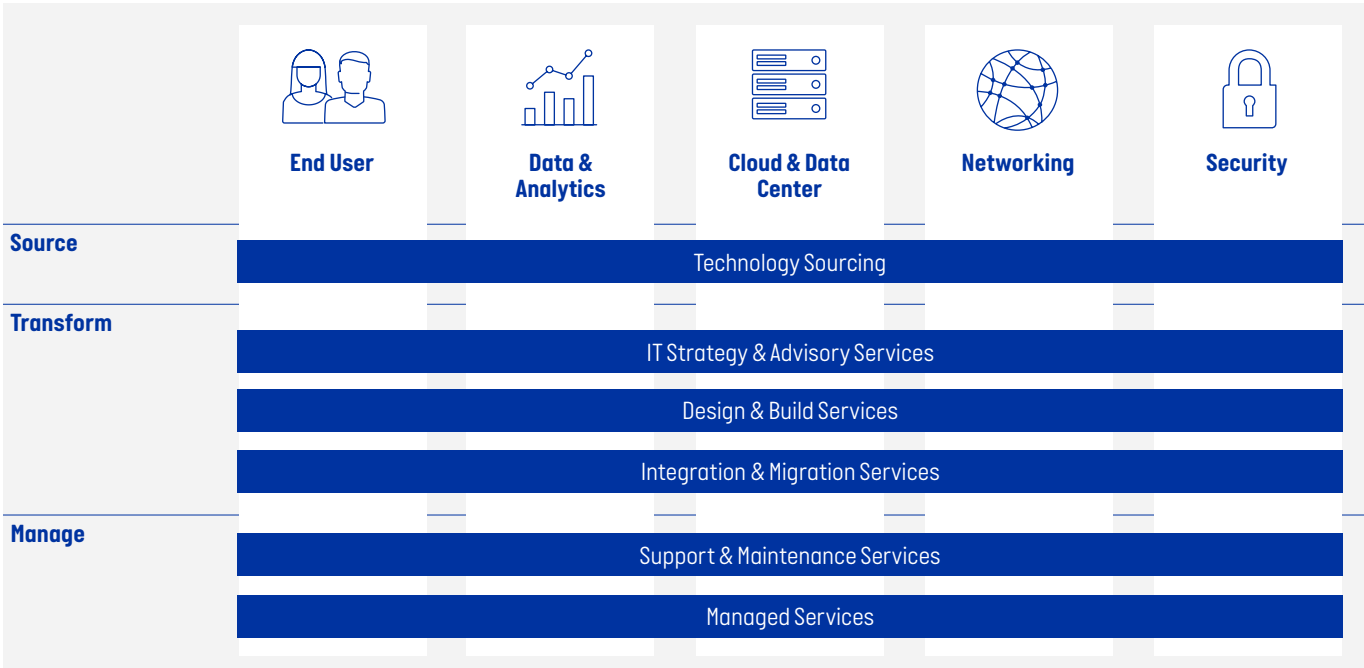 End User
Data &
Analytics
Cloud & Data
Center
Networking
Security
Source
Technology Sourcing
Transform
IT Strategy & Advisory Services
Design & Build Services
Integration & Migration Services
Manage
Support & Maintenance Services
Managed Services